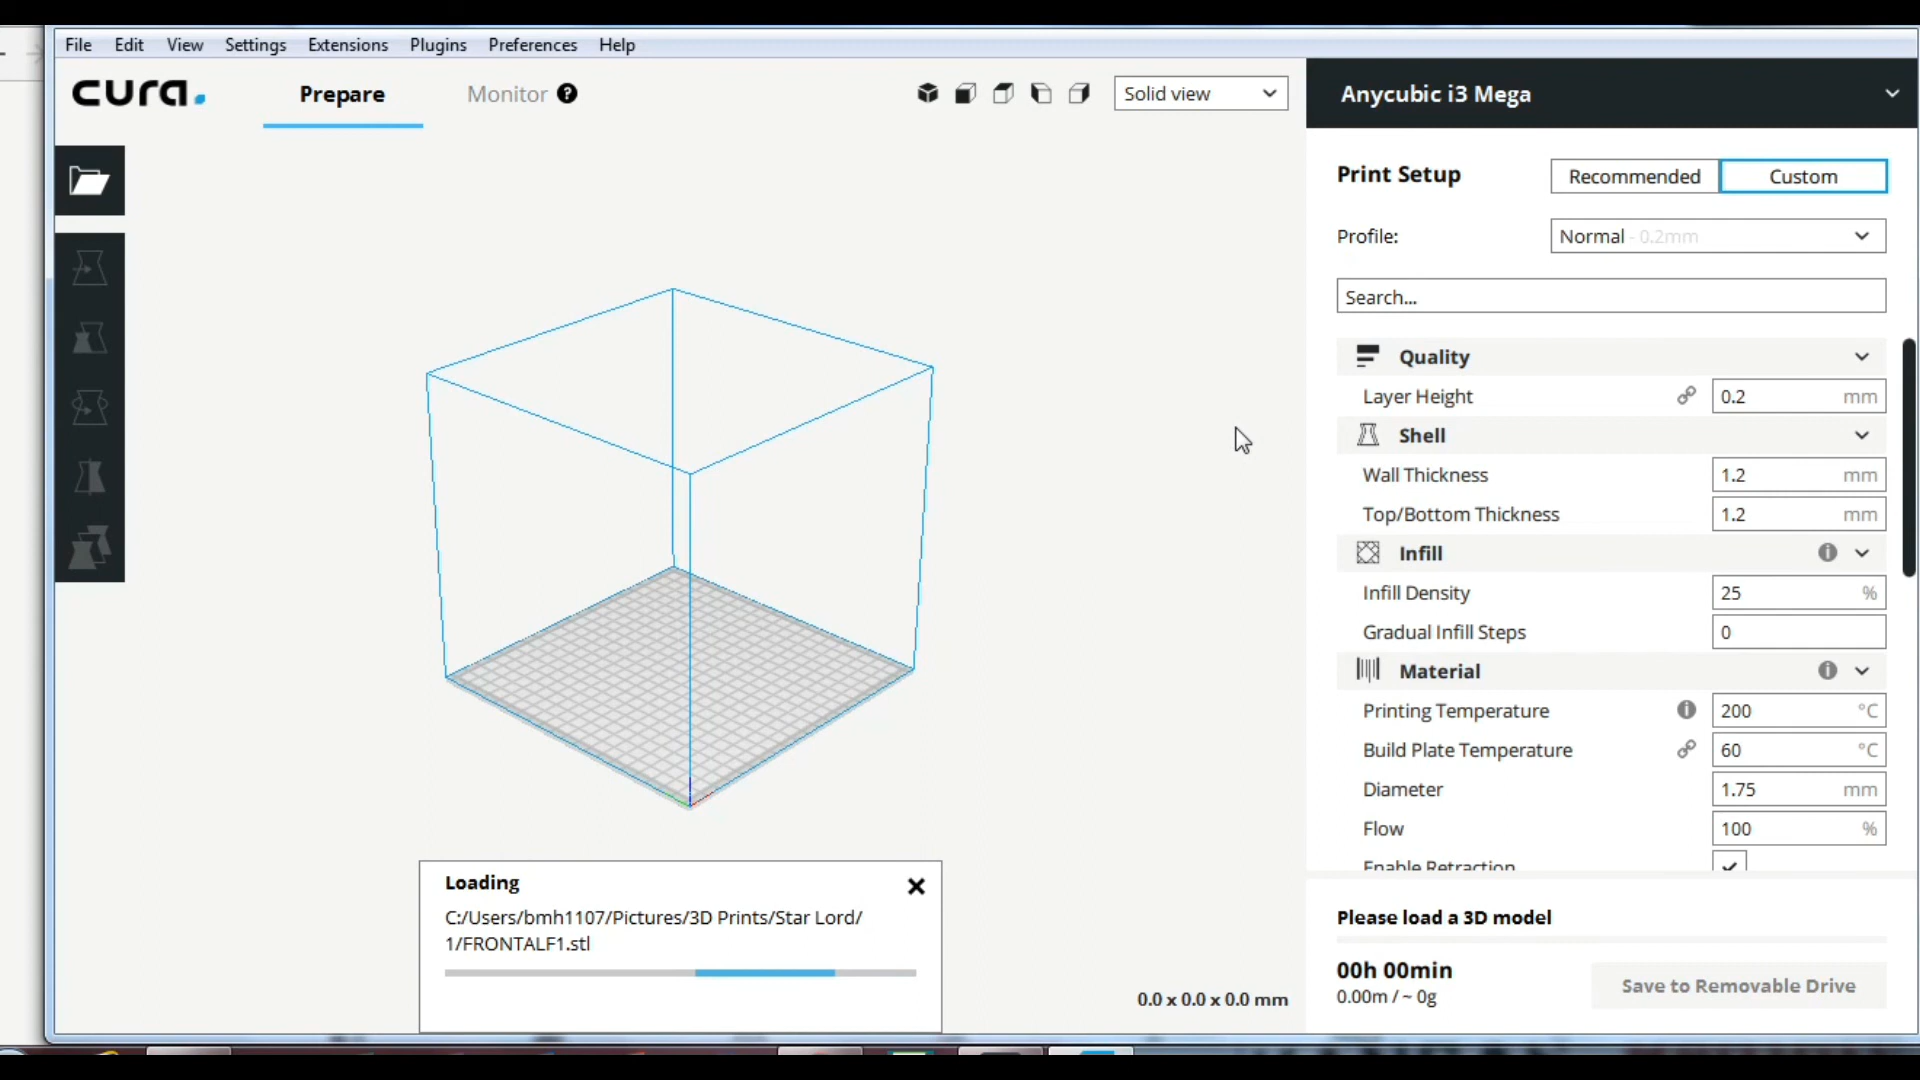 File Edit View Settings Extensions Plugins Preferences Help
cura.
Prepare Monitor ?
Solid view
Anycubic i3 Mega
Print Setup Recommended Custom
Profile: Normal - 0.2mm
Search...
Quality
Layer Height 0.2 mm
Shell
Wall Thickness 1.2 mm
Top/Bottom Thickness 1.2 mm
Infill i
Infill Density 25 %
Gradual Infill Steps 0
Material i
Printing Temperature i 200 °C
Build Plate Temperature 60 °C
Diameter 1.75 mm
Flow 100 %
Enable Retraction
Loading
C:/Users/bmh1107/Pictures/3D Prints/Star Lord/
1/FRONTALF1.stl
0.0 x 0.0 x 0.0 mm
Please load a 3D model
00h 00min
0.00m / ~ 0g
Save to Removable Drive